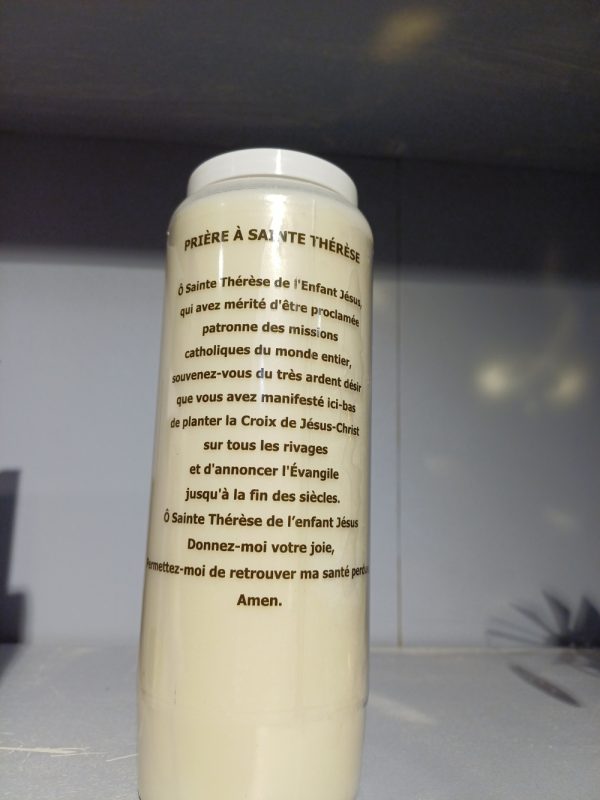 PRIÈRE À SAINTE THÉRÈSE
Ô Sainte Thérèse de l'Enfant Jésus,
qui avez mérité d'être proclamée
patronne des missions
catholiques du monde entier,
souvenez-vous du très ardent désir
que vous avez manifesté ici-bas
de planter la Croix de Jésus-Christ
sur tous les rivages
et d'annoncer l'Évangile
jusqu'à la fin des siècles.
Ô Sainte Thérèse de l'enfant Jésus
Donnez-moi votre joie,
Permettez-moi de retrouver ma santé perdue
Amen.